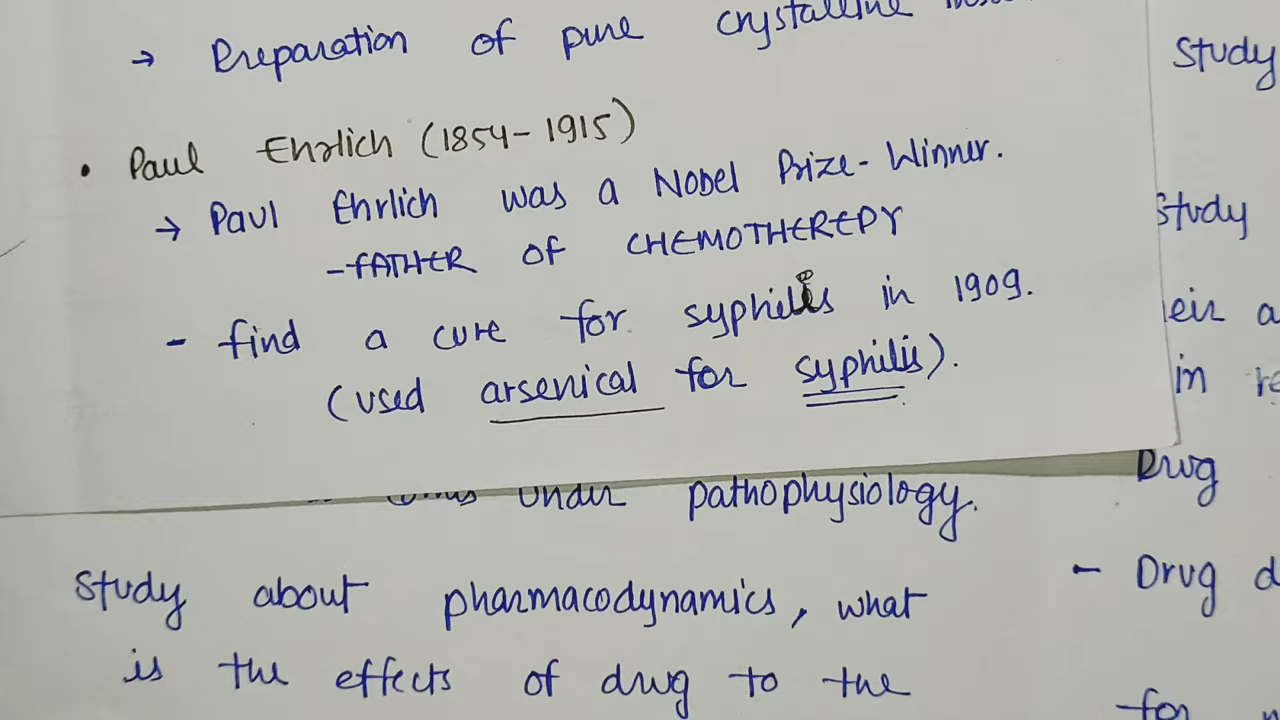 → Preparation of pure crystalline
• Paul Ehrlich (1854-1915)
→ Paul Ehrlich was a Nobel Prize-Winner.
-FATHER OF CHEMOTHEREPY
- find a cure for syphilis in 1909.
(used arsenical for syphilis).
under pathophysiology.
Study about pharmacodynamics, what
is the effects of drug to the
Study
Study
in
Drug
- Drug d
for